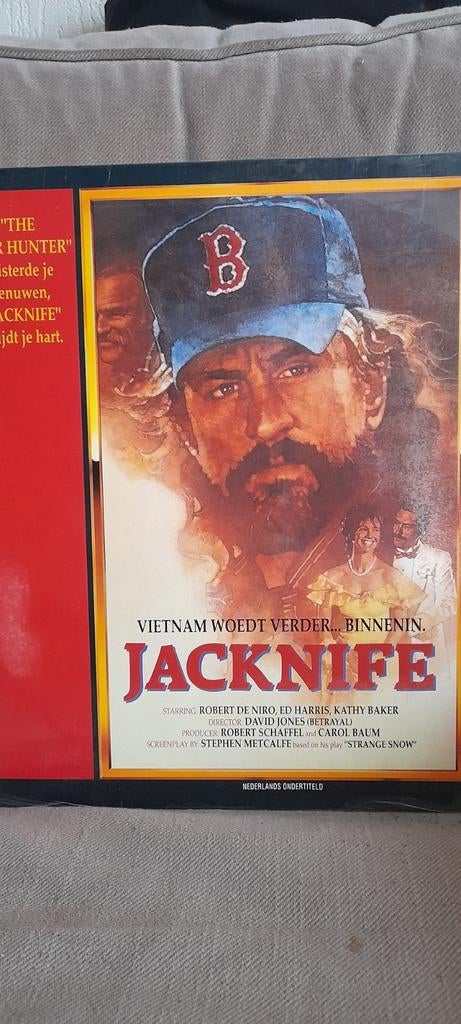 "THE
R HUNTER"
isterde je
enuwen,
ACKNIFE"
ijdt je hart.
B
VIETNAM WOEDT VERDER... BINNENIN.
JACKNIFE
STARRING: ROBERT DE NIRO, ED HARRIS, KATHY BAKER
DIRECTOR: DAVID JONES (BETRAYAL)
PRODUCER: ROBERT SCHAFFEL and CAROL BAUM
SCREENPLAY BY: STEPHEN METCALFE based on his play "STRANGE SNOW"
NEDERLANDS ONDERTITELD